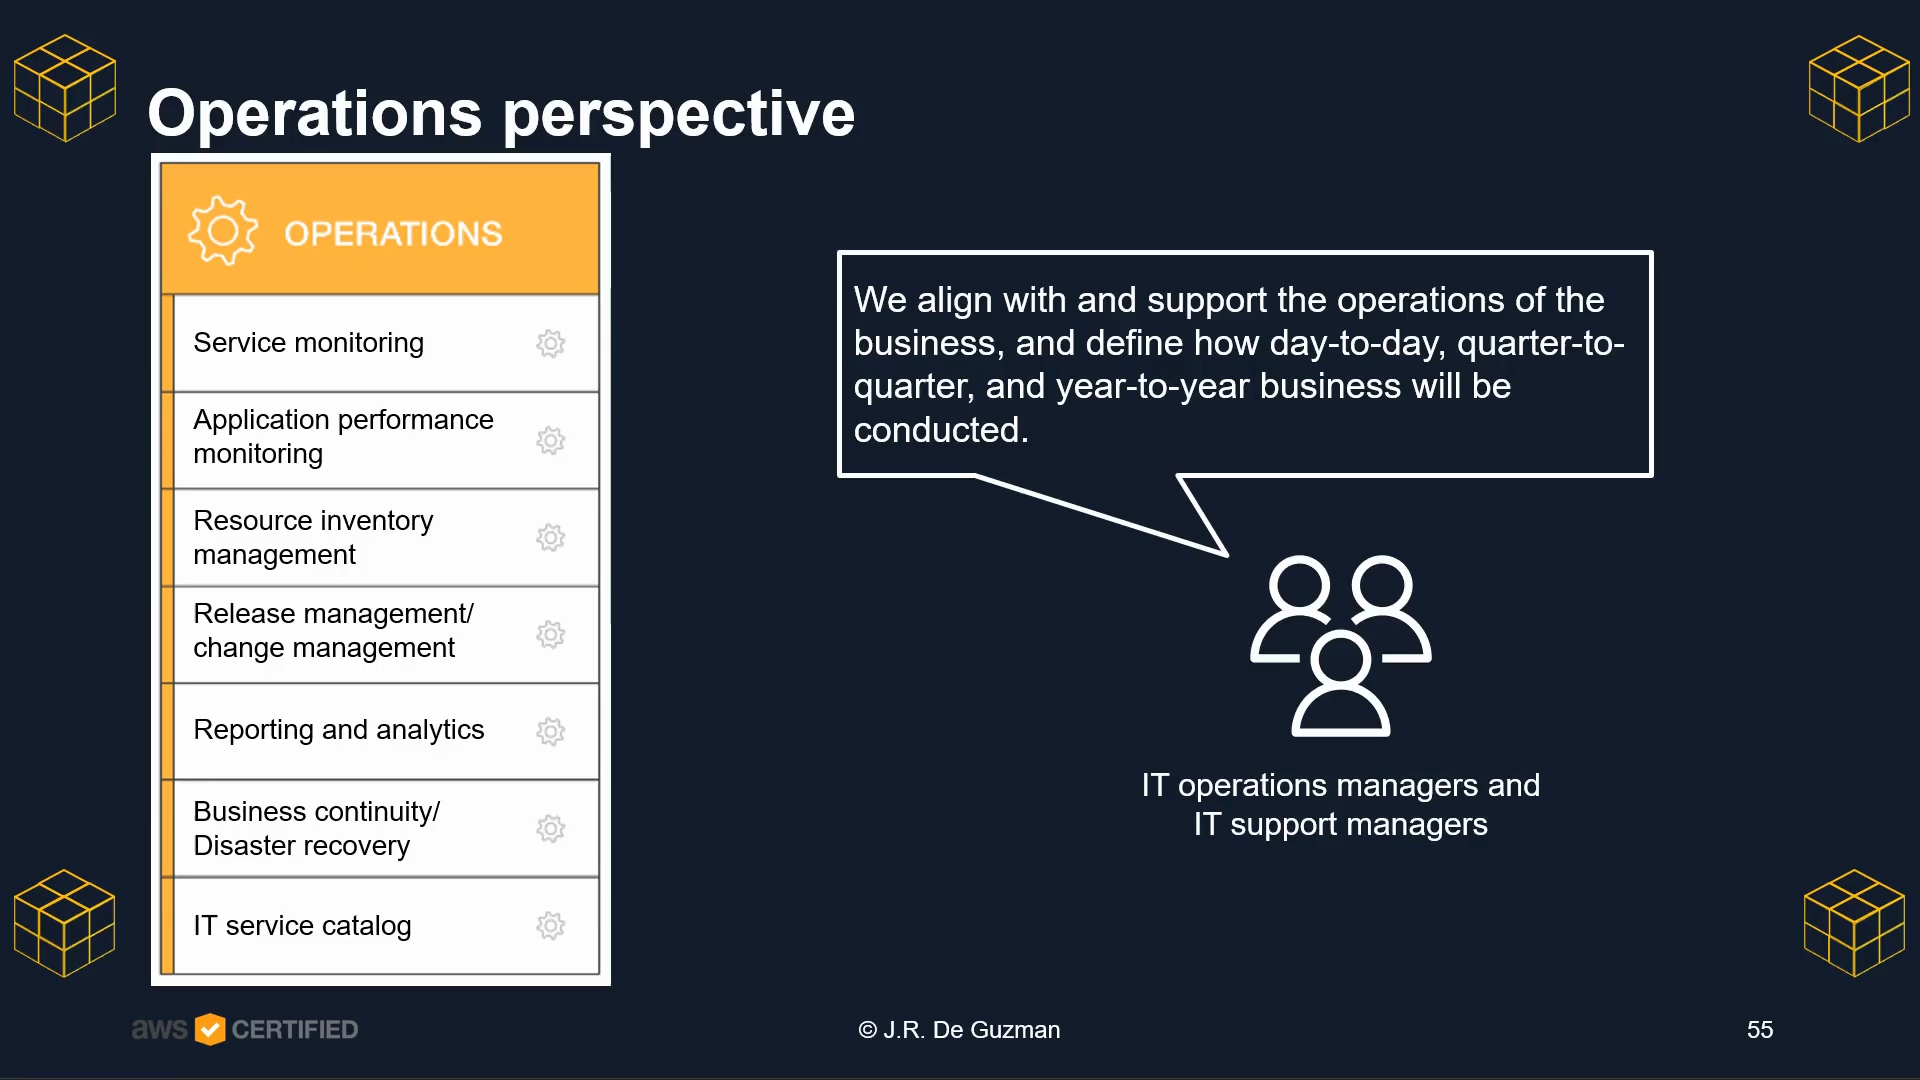 Operations perspective
OPERATIONS
Service monitoring
Application performance
monitoring
Resource inventory
management
Release management/
change management
Reporting and analytics
Business continuity/
Disaster recovery
IT service catalog
We align with and support the operations of the
business, and define how day-to-day, quarter-to-
quarter, and year-to-year business will be
conducted.
IT operations managers and
IT support managers
aws CERTIFIED
© J.R. De Guzman
55